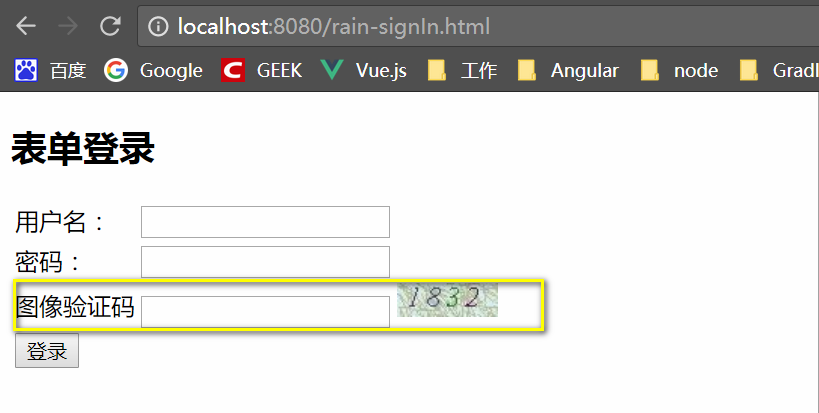 localhost:8080/rain-signIn.html
百度 Google C GEEK Vue.js 工作 Angular node Gradl
表单登录
用户名：
密码：
图像验证码 1832
登录